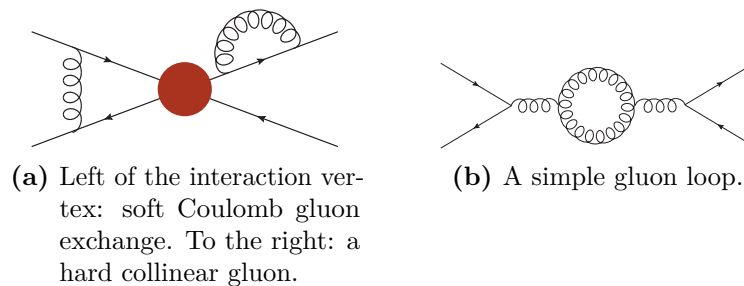 (a) Left of the interaction ver-
tex: soft Coulomb gluon
exchange. To the right: a
hard collinear gluon.
(b) A simple gluon loop.